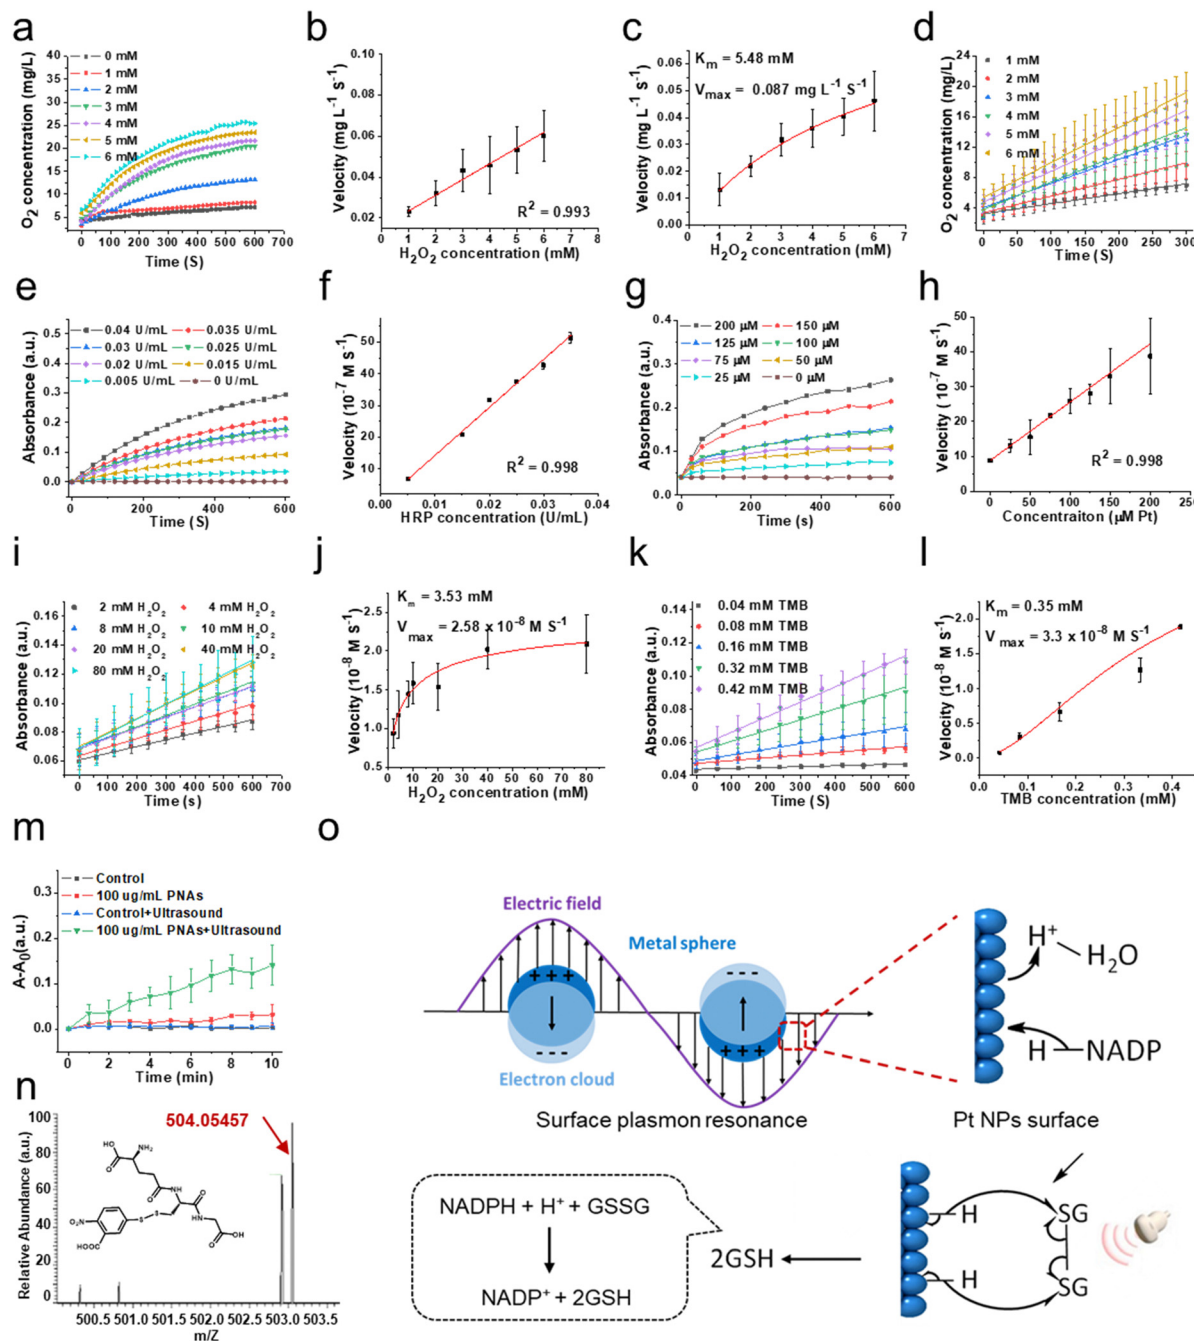 a
O2 concentration (mg/L)
40
35
30
25
20
15
10
5
0 mM
1 mM
2 mM
3 mM
4 mM
5 mM
6 mM
0 100 200 300 400 500 600 700
Time (S)
b
Velocity (mg L-1 S-1)
0.10
0.08
0.06
0.04
0.02
R2 = 0.993
0 1 2 3 4 5 6 7 8
H2O2 concentration (mM)
c
Velocity (mg L-1 S-1)
Km = 5.48 mM
Vmax = 0.087 mg L-1 S-1
0.06
0.05
0.04
0.03
0.02
0.01
0.00
0 1 2 3 4 5 6 7
H2O2 concentration (mM)
d
O2 concentration (mg/L)
24
20
16
12
8
4
1 mM
2 mM
3 mM
4 mM
5 mM
6 mM
0 50 100 150 200 250 300
Time (S)
e
Absorbance (a.u.)
0.5
0.4
0.3
0.2
0.1
0.0
0.04 U/mL 0.035 U/mL
0.03 U/mL 0.025 U/mL
0.02 U/mL 0.015 U/mL
0.005 U/mL 0 U/mL
0 200 400 600
Time (S)
f
Velocity (10-7 M S-1)
50
40
30
20
10
R2 = 0.998
0.00 0.01 0.02 0.03 0.04
HRP concentration (U/mL)
g
Absorbance (a.u.)
0.4
0.3
0.2
0.1
0.0
200 µM 150 µM
125 µM 100 µM
75 µM 50 µM
25 µM 0 µM
0 200 400 600
Time (s)
h
Velocity (10-7 M S-1)
50
40
30
20
10
0
R2 = 0.998
0 50 100 150 200 250
Concentraiton (µM Pt)
i
Absorbance (a.u.)
0.16
0.14
0.12
0.10
0.08
0.06
2 mM H2O2 4 mM H2O2
8 mM H2O2 10 mM H2O2
20 mM H2O2 40 mM H2O2
80 mM H2O2
0 100 200 300 400 500 600 700
Time (s)
j
Velocity (10-8 M S-1)
Km = 3.53 mM
Vmax = 2.58 x 10-8 M S-1
2.5
2.0
1.5
1.0
0.5
0 20 40 60 80
H2O2 concentration (mM)
k
Absorbance (a.u.)
0.14
0.12
0.10
0.08
0.06
0.04
0.04 mM TMB
0.08 mM TMB
0.16 mM TMB
0.32 mM TMB
0.42 mM TMB
0 100 200 300 400 500 600
Time (S)
l
Velocity (10-8 M S-1)
Km = 0.35 mM
Vmax = 3.3 x 10-8 M S-1
2.0
1.5
1.0
0.5
0.0
0.0 0.1 0.2 0.3 0.4
TMB concentration (mM)
m
A-A0(a.u.)
0.3
0.2
0.1
0.0
Control
100 ug/mL PNAs
Control+Ultrasound
100 ug/mL PNAs+Ultrasound
0 2 4 6 8 10
Time (min)
n
Relative Abundance (a.u.)
100
80
60
40
20
0
504.05457
HO
NH2
O
O
NH
O
NH
O
OH
O2N
S
S
HOOC
500.5 501.0 501.5 502.0 502.5 503.0 503.5
m/Z
o
Electric field
Metal sphere
+ + +
- - -
- - -
+ + +
Electron cloud
Surface plasmon resonance
H+
H2O
H NADP
Pt NPs surface
NADPH + H+ + GSSG
NADP+ + 2GSH
2GSH
H
SG
H
SG